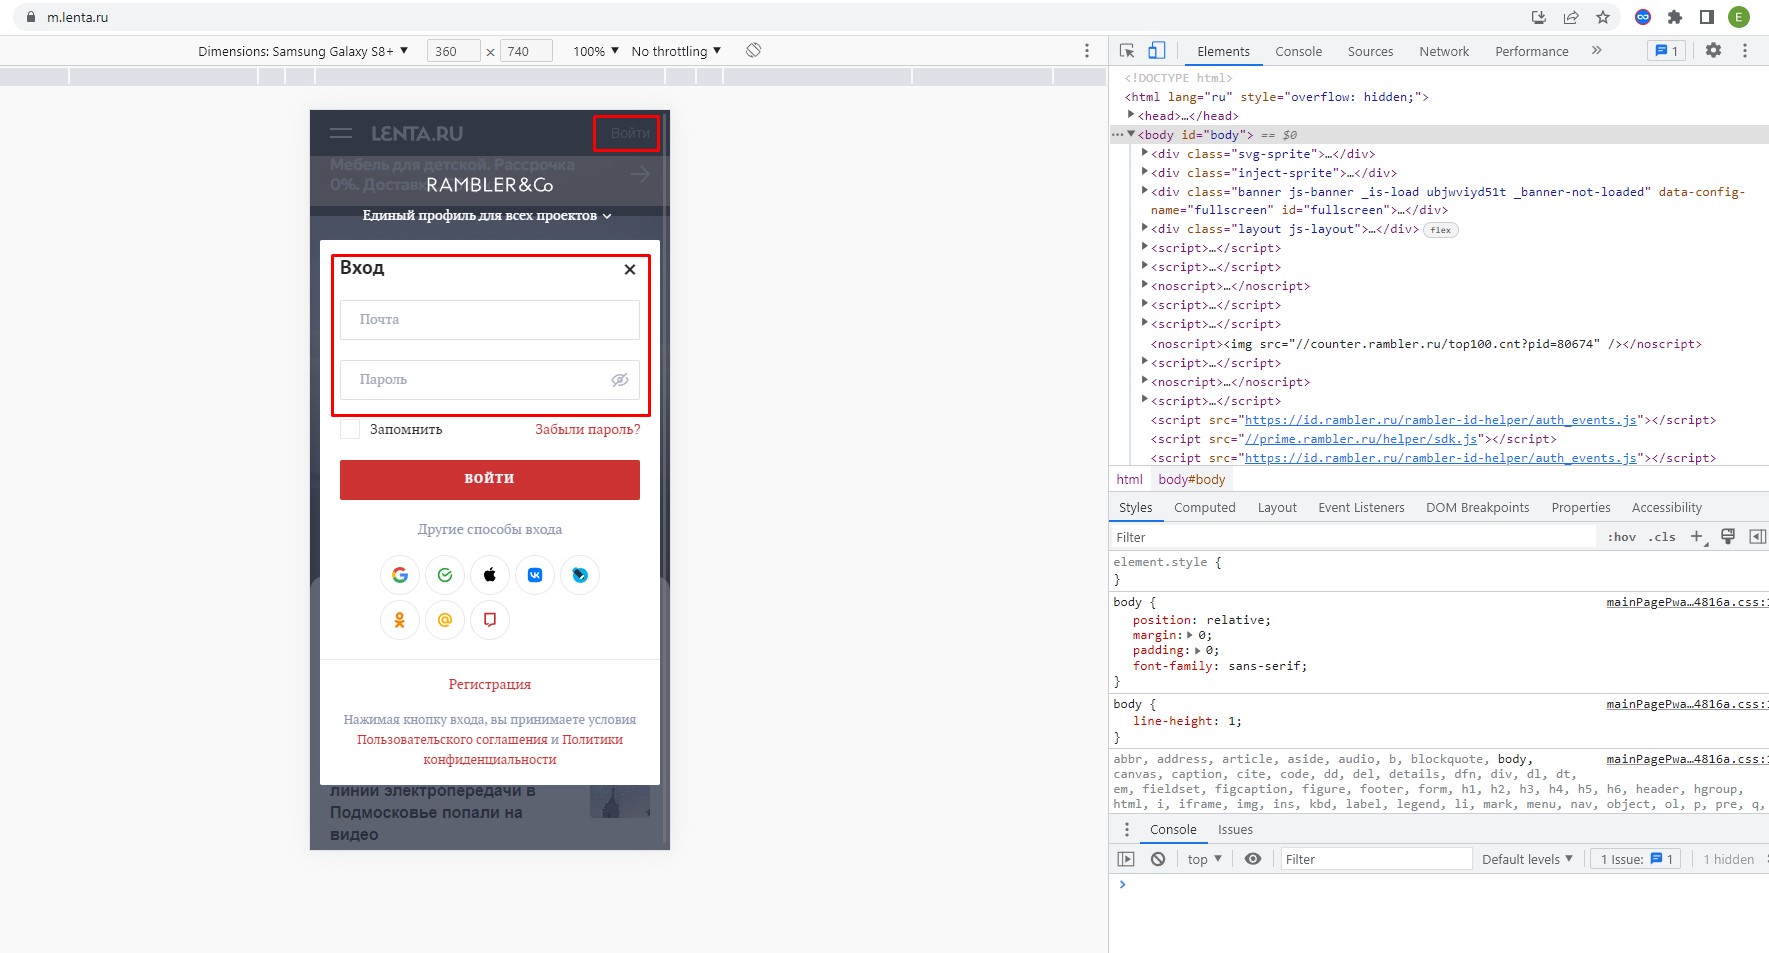 m.lenta.ru
E
Dimensions: Samsung Galaxy S8+ ▼ 360 × 740 100% ▼ No throttling ▼
Elements Console Sources Network Performance » 1
LENTA.RU Войти
Мебель для детской. Рассрочка
0%. Достав
RAMBLER&Co
Единый профиль для всех проектов
Вход
Почта
Пароль
Запомнить Забыли пароль?
ВОЙТИ
Другие способы входа
Регистрация
Нажимая кнопку входа, вы принимаете условия
Пользовательского соглашения и Политики
конфиденциальности
линии электропередачи в
Подмосковье попали на
видео
<!DOCTYPE html>
<html lang="ru" style="overflow: hidden;">
<head>…</head>
<body id="body"> == $0
<div class="svg-sprite">…</div>
<div class="inject-sprite">…</div>
<div class="banner js-banner _is-load ubjwviyd51t _banner-not-loaded" data-config-
name="fullscreen" id="fullscreen">…</div>
<div class="layout js-layout">…</div> flex
<script>…</script>
<script>…</script>
<noscript>…</noscript>
<script>…</script>
<script>…</script>
<noscript><img src="//counter.rambler.ru/top100.cnt?pid=80674" /></noscript>
<script>…</script>
<noscript>…</noscript>
<script>…</script>
<script src="https://id.rambler.ru/rambler-id-helper/auth_events.js"></script>
<script src="//prime.rambler.ru/helper/sdk.js"></script>
<script src="https://id.rambler.ru/rambler-id-helper/auth_events.js"></script>
html body#body
Styles Computed Layout Event Listeners DOM Breakpoints Properties Accessibility
Filter :hov .cls +
element.style {
}
body { mainPagePwa…4816a.css:1
position: relative;
margin: 0;
padding: 0;
font-family: sans-serif;
}
body { mainPagePwa…4816a.css:1
line-height: 1;
}
abbr, address, article, aside, audio, b, blockquote, body, mainPagePwa…4816a.css:1
canvas, caption, cite, code, dd, del, details, dfn, div, dl, dt,
em, fieldset, figcaption, figure, footer, form, h1, h2, h3, h4, h5, h6, header, hgroup,
html, i, iframe, img, ins, kbd, label, legend, li, mark, menu, nav, object, ol, p, pre, q,
Console Issues
top ▼ Filter Default levels ▼ 1 Issue: 1 1 hidden